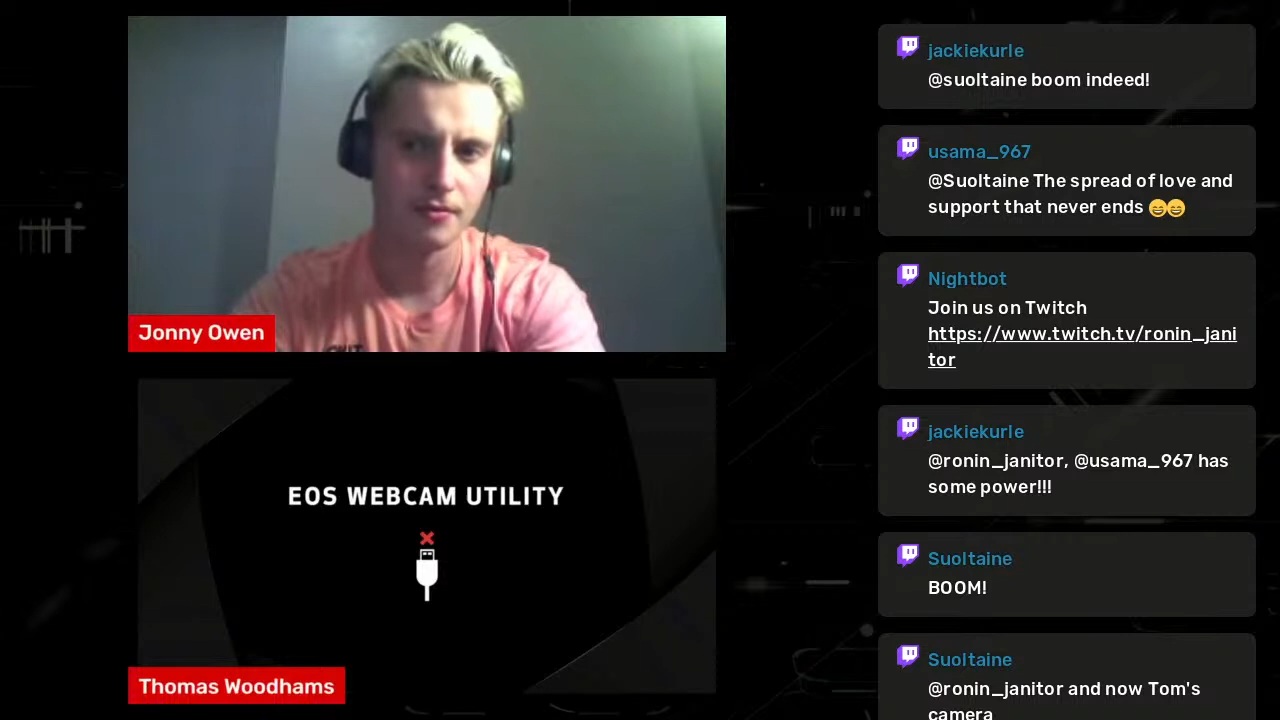 Jonny Owen
EOS WEBCAM UTILITY
Thomas Woodhams
jackiekurle
@suoltaine boom indeed!
usama_967
@Suoltaine The spread of love and
support that never ends 😄😄
Nightbot
Join us on Twitch
https://www.twitch.tv/ronin_jani
tor
jackiekurle
@ronin_janitor, @usama_967 has
some power!!!
Suoltaine
BOOM!
Suoltaine
@ronin_janitor and now Tom's
camera